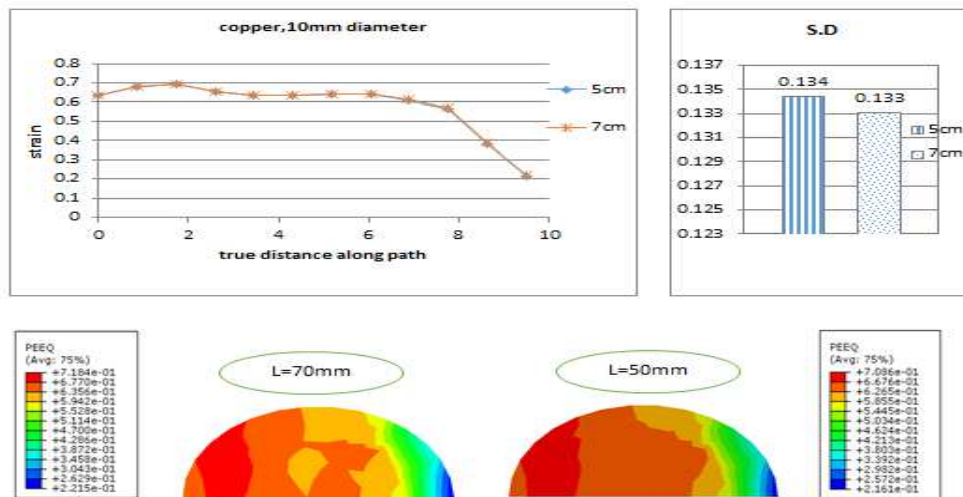 copper,10mm diameter
0.8
0.7
0.6
0.5
0.4
0.3
0.2
0.1
0
strain
0
2
4
6
8
10
true distance along path
5cm
7cm
S.D
0.137
0.135
0.133
0.131
0.129
0.127
0.125
0.123
0.134
0.133
5cm
7cm
PEEQ
(Avg: 75%)
+7.184e-01
+6.770e-01
+6.356e-01
+5.942e-01
+5.528e-01
+5.114e-01
+4.700e-01
+4.286e-01
+3.872e-01
+3.458e-01
+3.043e-01
+2.629e-01
+2.215e-01
L=70mm
L=50mm
PEEQ
(Avg: 75%)
+7.086e-01
+6.676e-01
+6.265e-01
+5.855e-01
+5.445e-01
+5.034e-01
+4.624e-01
+4.213e-01
+3.803e-01
+3.392e-01
+2.982e-01
+2.572e-01
+2.161e-01